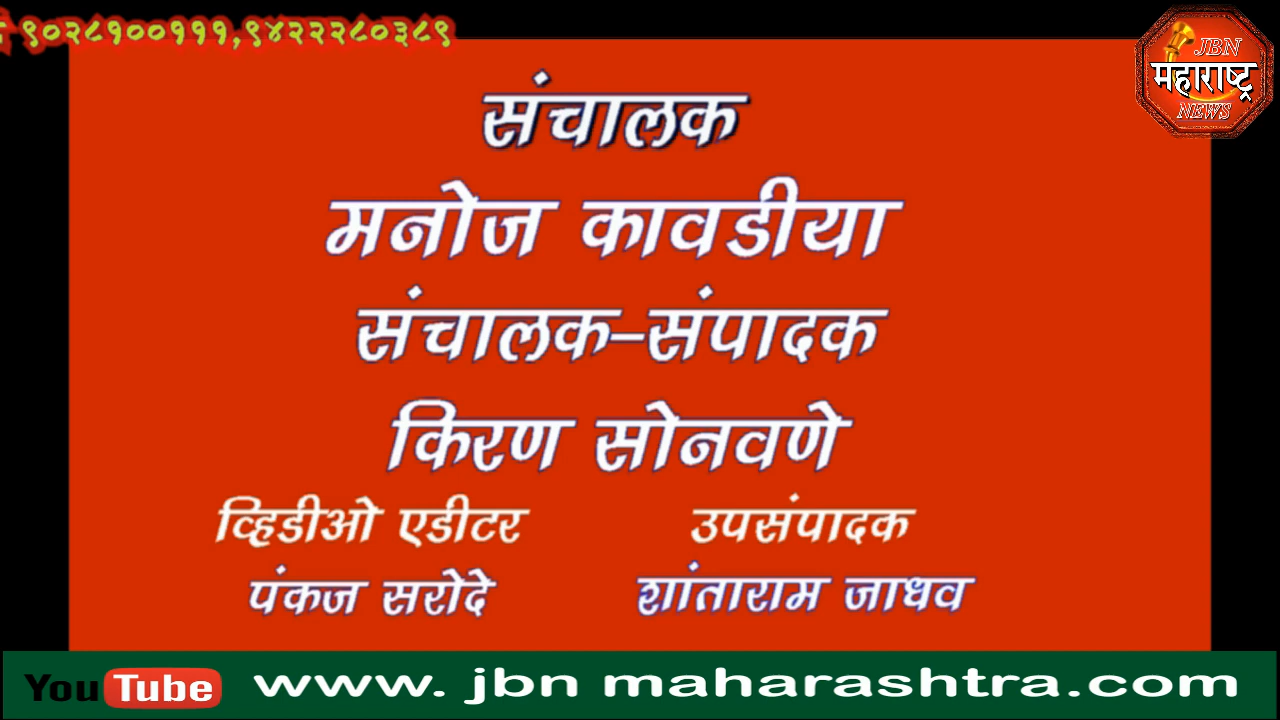 ९०२८१००१११,९४२२२८०३८९
JBN
महाराष्ट्र
NEWS
संचालक
मनोज कावडीया
संचालक-संपादक
किरण सोनवणे
व्हिडीओ एडीटर उपसंपादक
पंकज सरोदे शांताराम जाधव
YouTube www. jbn maharashtra.com